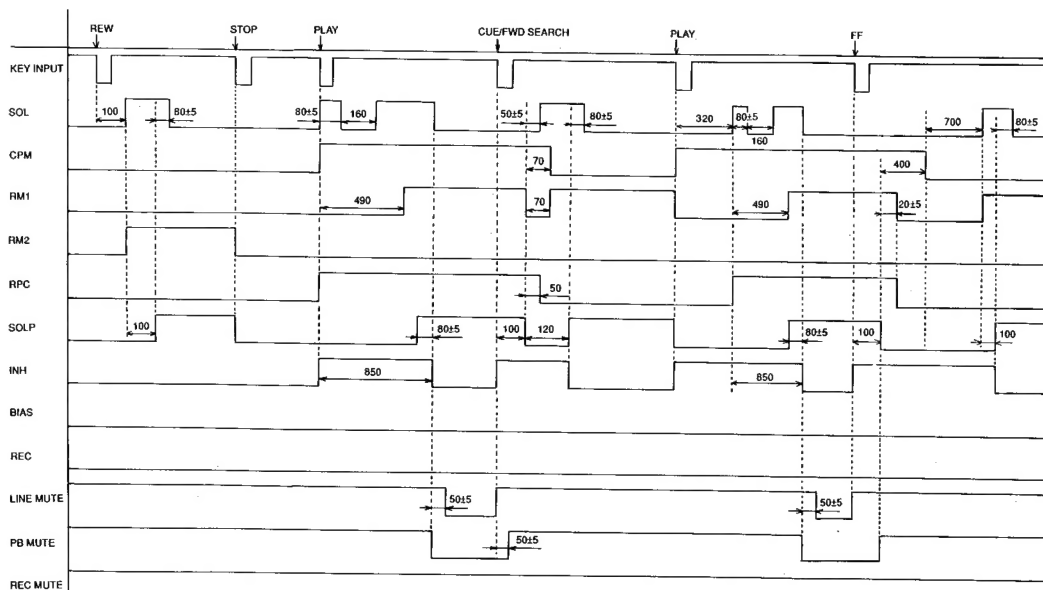 REW STOP PLAY CUE/FWD SEARCH PLAY FF
KEY INPUT
SOL 100 80±5 80±5 160 50±5 80±5 320 80±5 160 700 80±5
CPM 70 400
RM1 490 70 490 20±5
RM2
RPC 50
SOLP 100 80±5 100 120 80±5 100 100
INH 850 850
BIAS
REC
LINE MUTE 50±5 50±5
PB MUTE 50±5
REC MUTE